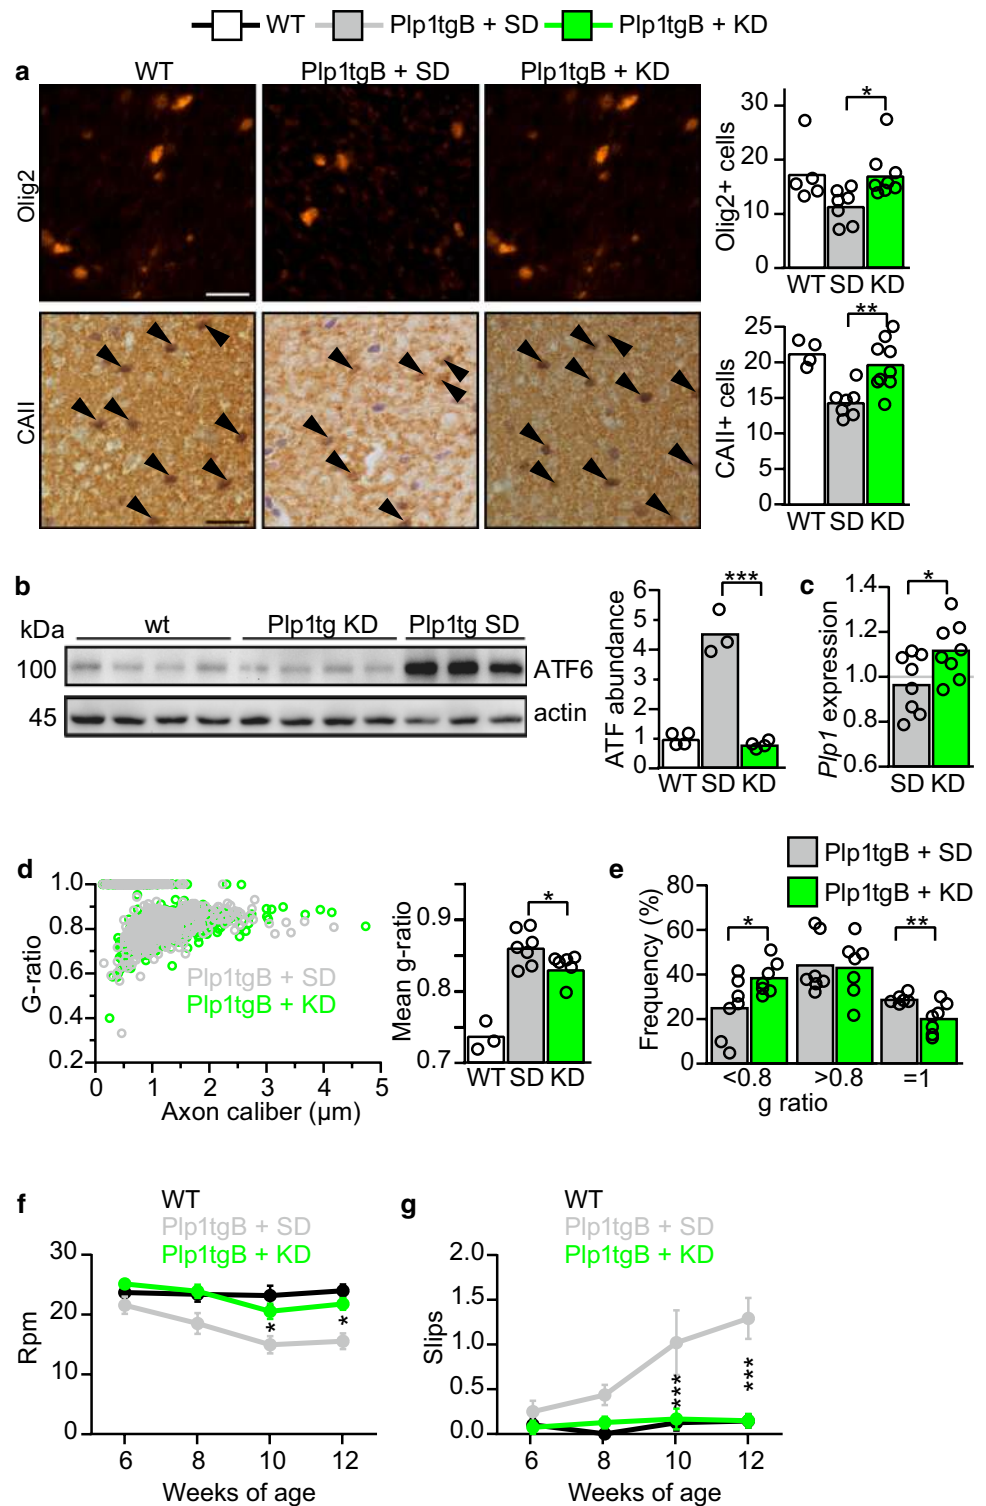 WT Plp1tgB + SD Plp1tgB + KD
a
WT Plp1tgB + SD Plp1tgB + KD
Olig2
CAII
Olig2+ cells
30
20
10
0
*
WT SD KD
CAII+ cells
25
20
15
10
5
0
**
WT SD KD
b
kDa
wt Plp1tg KD Plp1tg SD
100 ATF6
45 actin
ATF abundance
6
5
4
3
2
1
0
***
WT SD KD
c
Plp1 expression
1.4
1.2
1.0
0.8
0.6
*
SD KD
d
G-ratio
1.0
0.8
0.6
0.4
0.2
Plp1tgB + SD
Plp1tgB + KD
0 1 2 3 4 5
Axon caliber (µm)
Mean g-ratio
0.9
0.8
0.7
*
WT SD KD
e
Plp1tgB + SD
Plp1tgB + KD
Frequency (%)
80
60
40
20
0
* **
<0.8 >0.8 =1
g ratio
f
WT
Plp1tgB + SD
Plp1tgB + KD
Rpm
30
20
10
0
* *
6 8 10 12
Weeks of age
g
WT
Plp1tgB + SD
Plp1tgB + KD
Slips
2.0
1.5
1.0
0.5
0.0
*** ***
6 8 10 12
Weeks of age